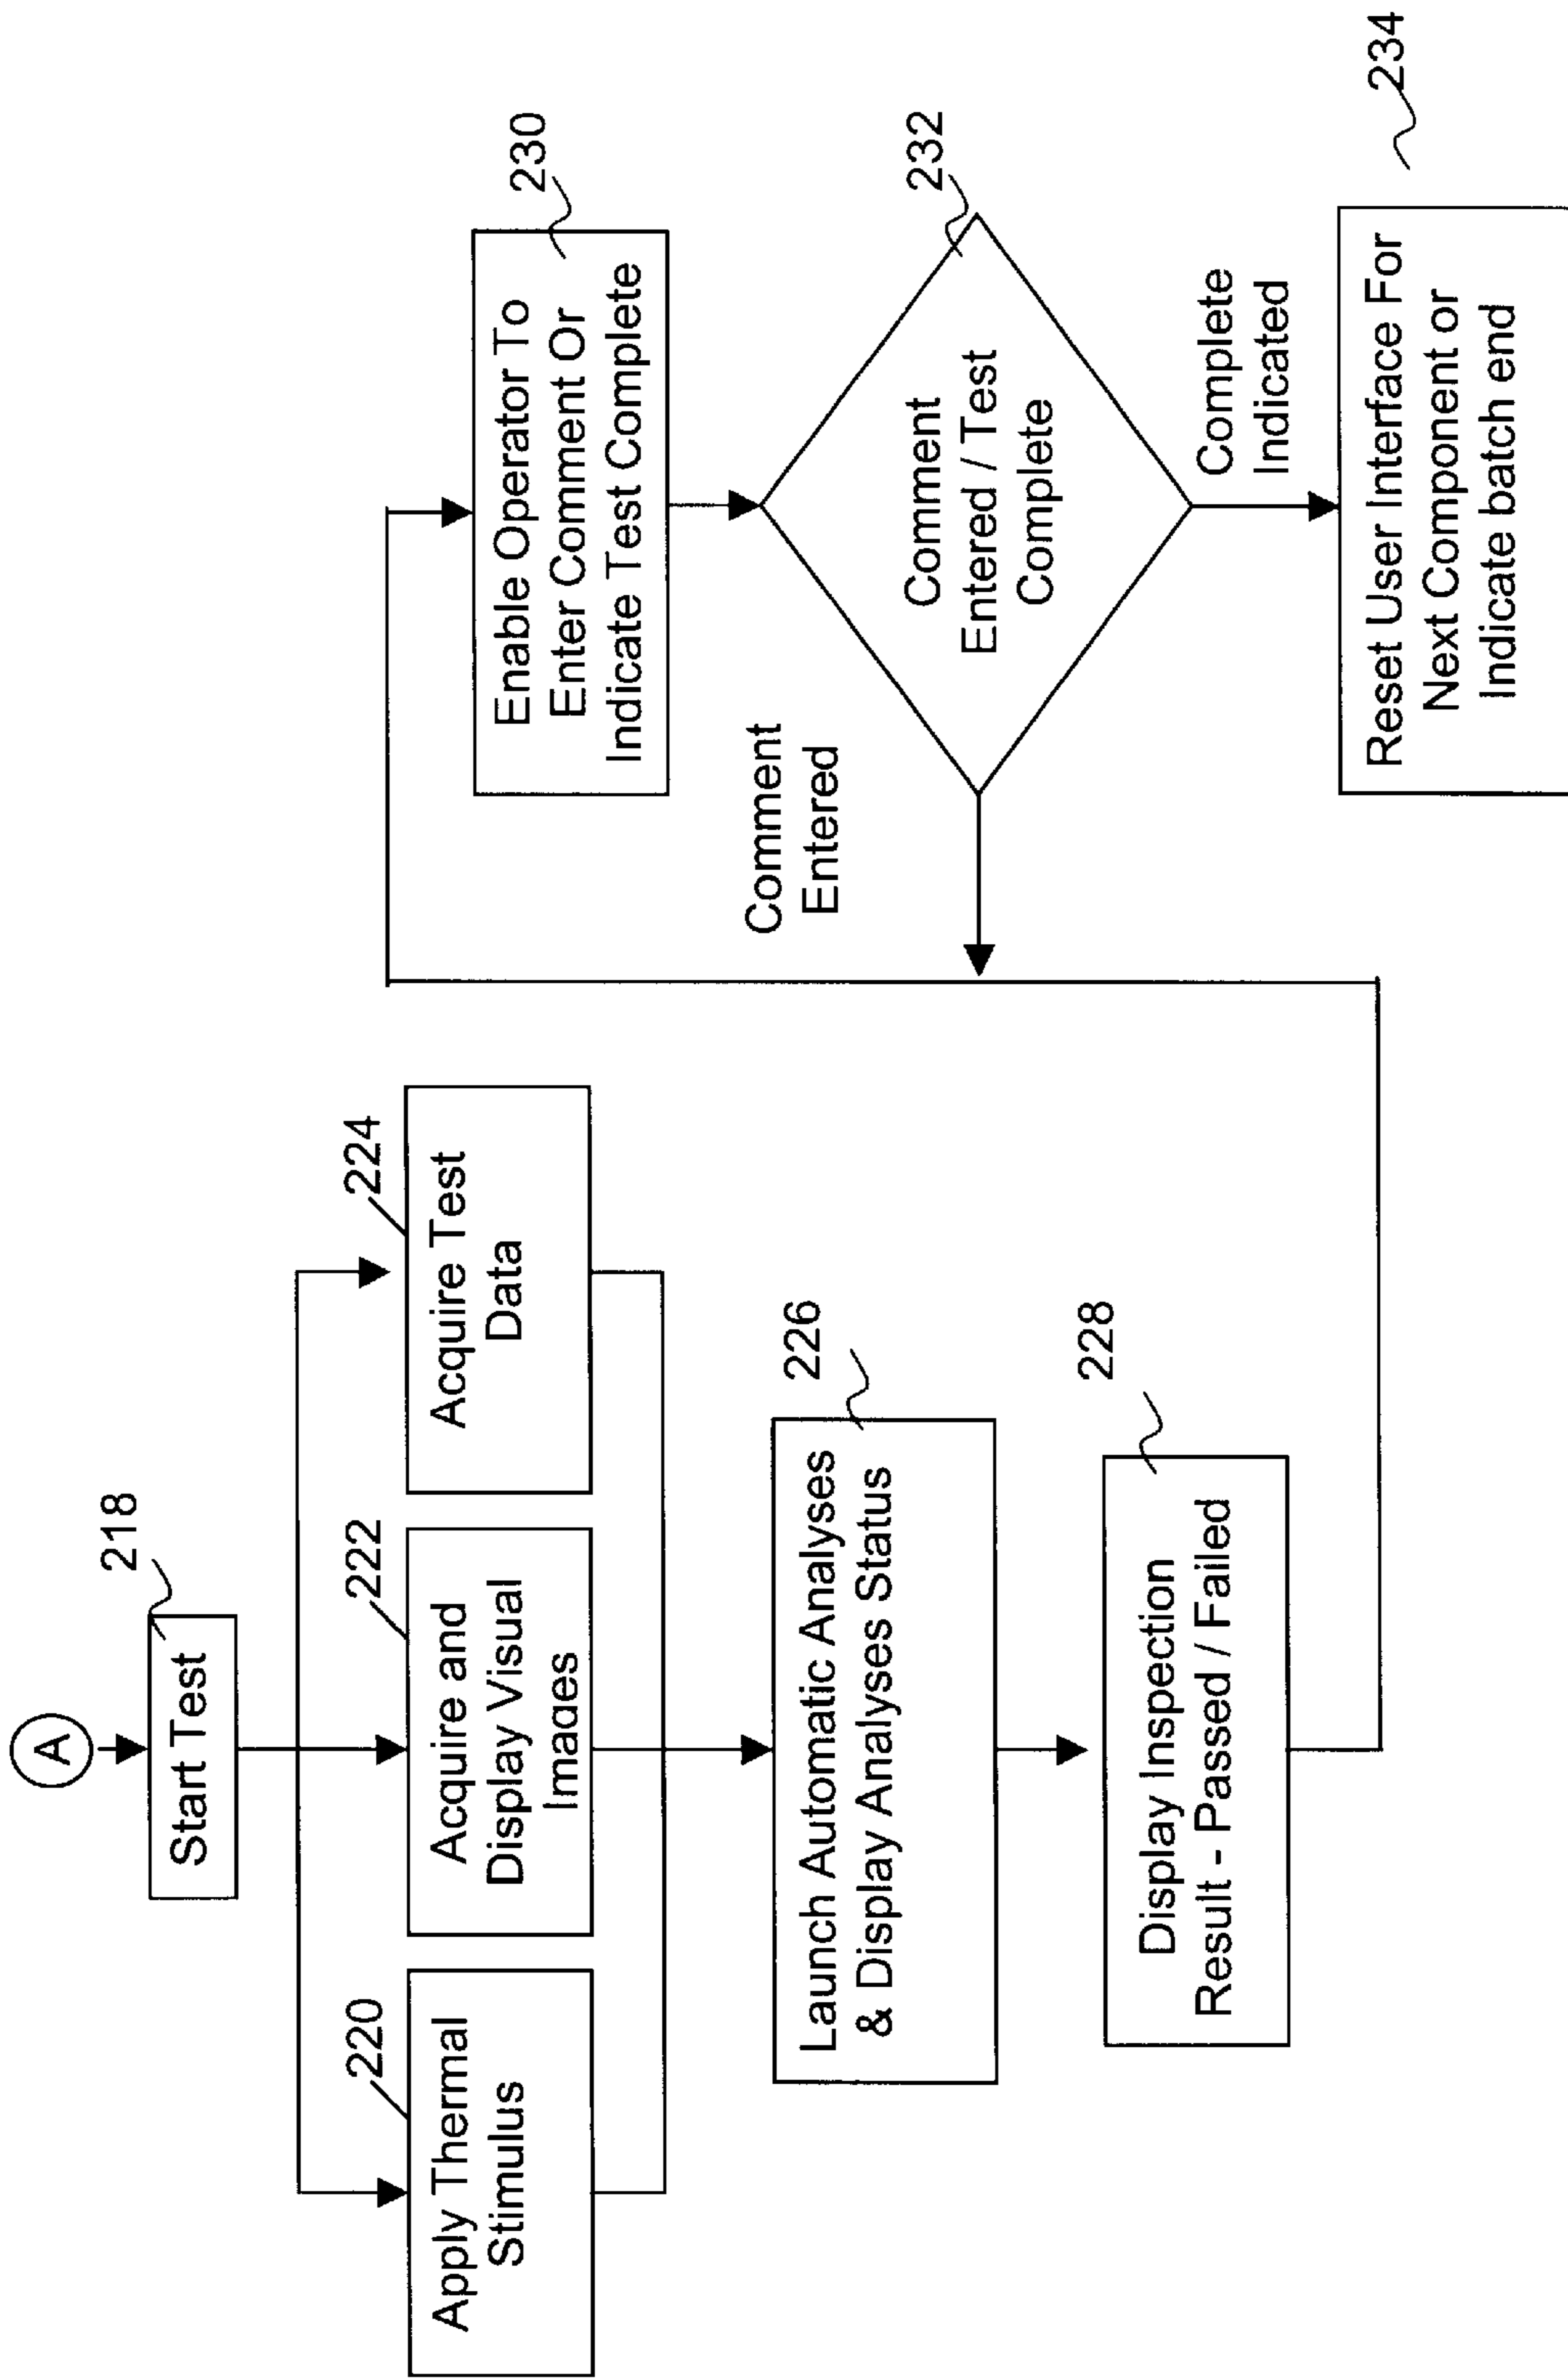 A
218
Start Test
220
Apply Thermal
Stimulus
222
Acquire and
Display Visual
Images
224
Acquire Test
Data
226
Launch Automatic Analyses
& Display Analyses Status
228
Display Inspection
Result - Passed / Failed
230
Enable Operator To
Enter Comment Or
Indicate Test Complete
232
Comment
Entered / Test
Complete
Comment
Entered
Complete
Indicated
234
Reset User Interface For
Next Component or
Indicate batch end